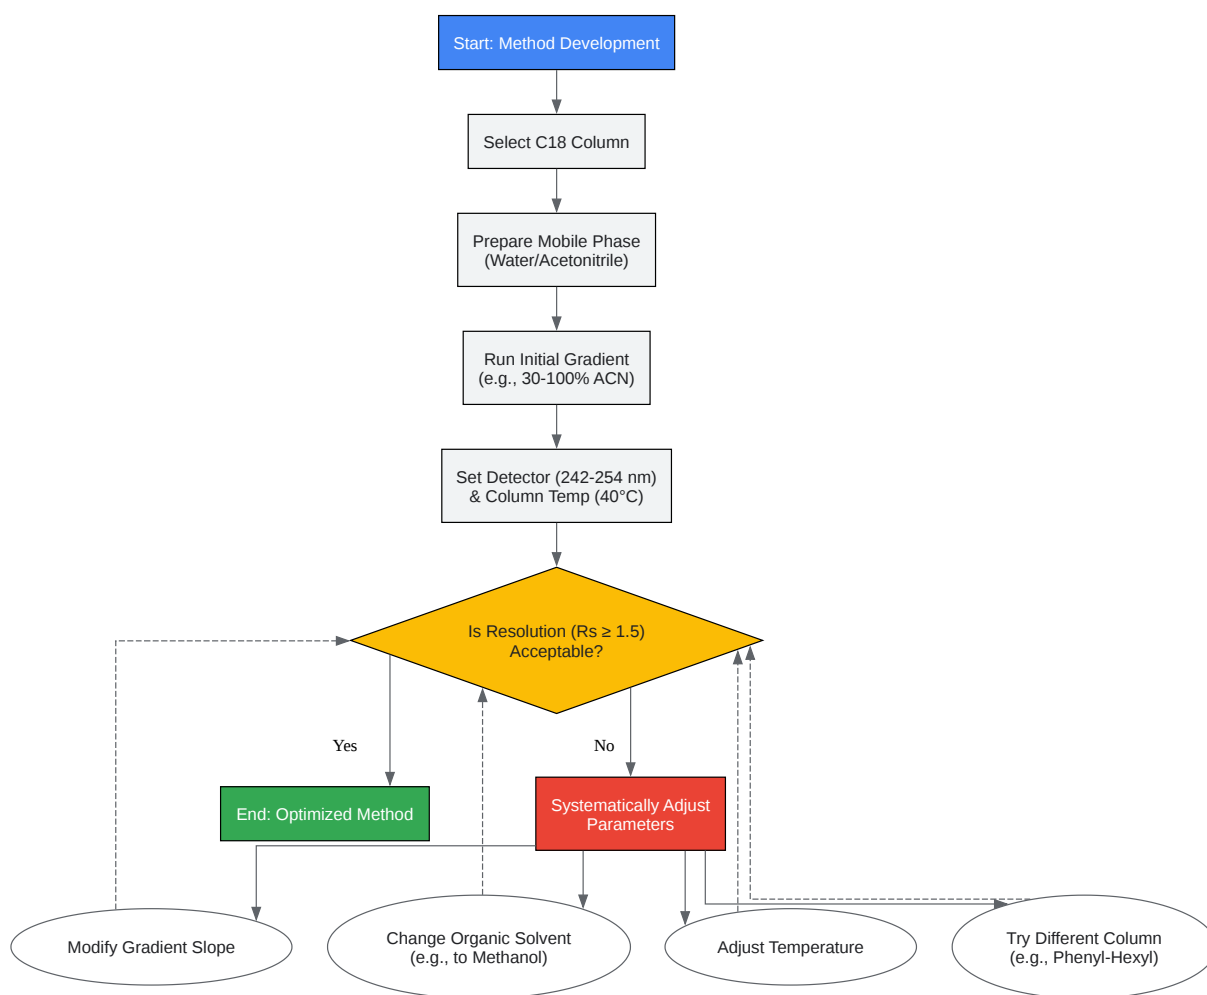 Start: Method Development
Select C18 Column
Prepare Mobile Phase
(Water/Acetonitrile)
Run Initial Gradient
(e.g., 30-100% ACN)
Set Detector (242-254 nm)
& Column Temp (40°C)
Is Resolution (Rs ≥ 1.5)
Acceptable?
Yes
No
End: Optimized Method
Systematically Adjust
Parameters
Modify Gradient Slope
Change Organic Solvent
(e.g., to Methanol)
Adjust Temperature
Try Different Column
(e.g., Phenyl-Hexyl)